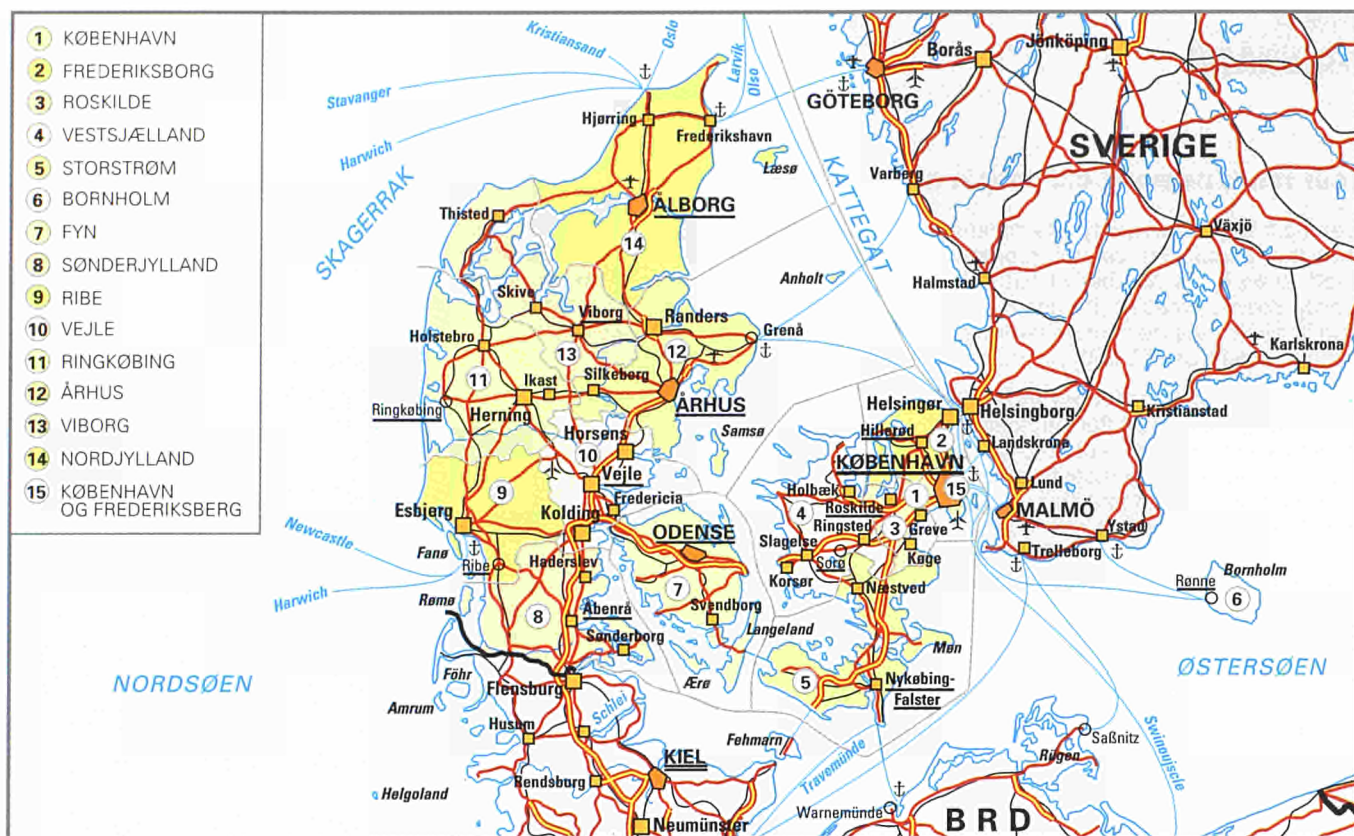 1 KØBENHAVN
2 FREDERIKSBORG
3 ROSKILDE
4 VESTSJÆLLAND
5 STORSTRØM
6 BORNHOLM
7 FYN
8 SØNDERJYLLAND
9 RIBE
10 VEJLE
11 RINGKØBING
12 ÅRHUS
13 VIBORG
14 NORDJYLLAND
15 KØBENHAVN
OG FREDERIKSBERG
Kristiansand
Oslo
Larvik
Olso
Stavanger
Harwich
SKAGERRAK
KATTEGAT
Hjørring
Frederikshavn
Læsø
ÅLBORG
Thisted
14
Anholt
Skive
Viborg
Randers
Grenå
Holstebro
13
12
11
Ikast
Silkeborg
Ringkøbing
Herning
ÅRHUS
Samsø
Horsens
10
Vejle
9
Fredericia
Esbjerg
Kolding
ODENSE
Newcastle
Fanø
Ribe
Haderslev
Harwich
Rømø
8
Åbenrå
7
Svendborg
Sønderborg
Langeland
Ærø
NORDSØEN
Föhr
Amrum
Flensburg
Schlei
Husum
Rendsburg
KIEL
Helgoland
Neumünster
Fehmarn
Travemünde
Warnemünde
BRD
GÖTEBORG
Borås
Jönköping
SVERIGE
Varberg
Växjö
Halmstad
Karlskrona
Kristianstad
Helsingør
Helsingborg
Hillerød
2
Landskrona
KØBENHAVN
15
Lund
Holbæk
Roskilde
1
MALMÖ
4
Ringsted
3
Greve
Ystad
Slagelse
Sorø
Køge
Trelleborg
Korsør
Næstved
Bornholm
Rønne
6
Møn
5
Nykøbing-
Falster
ØSTERSØEN
Saßnitz
Rügen
Swinoujscle